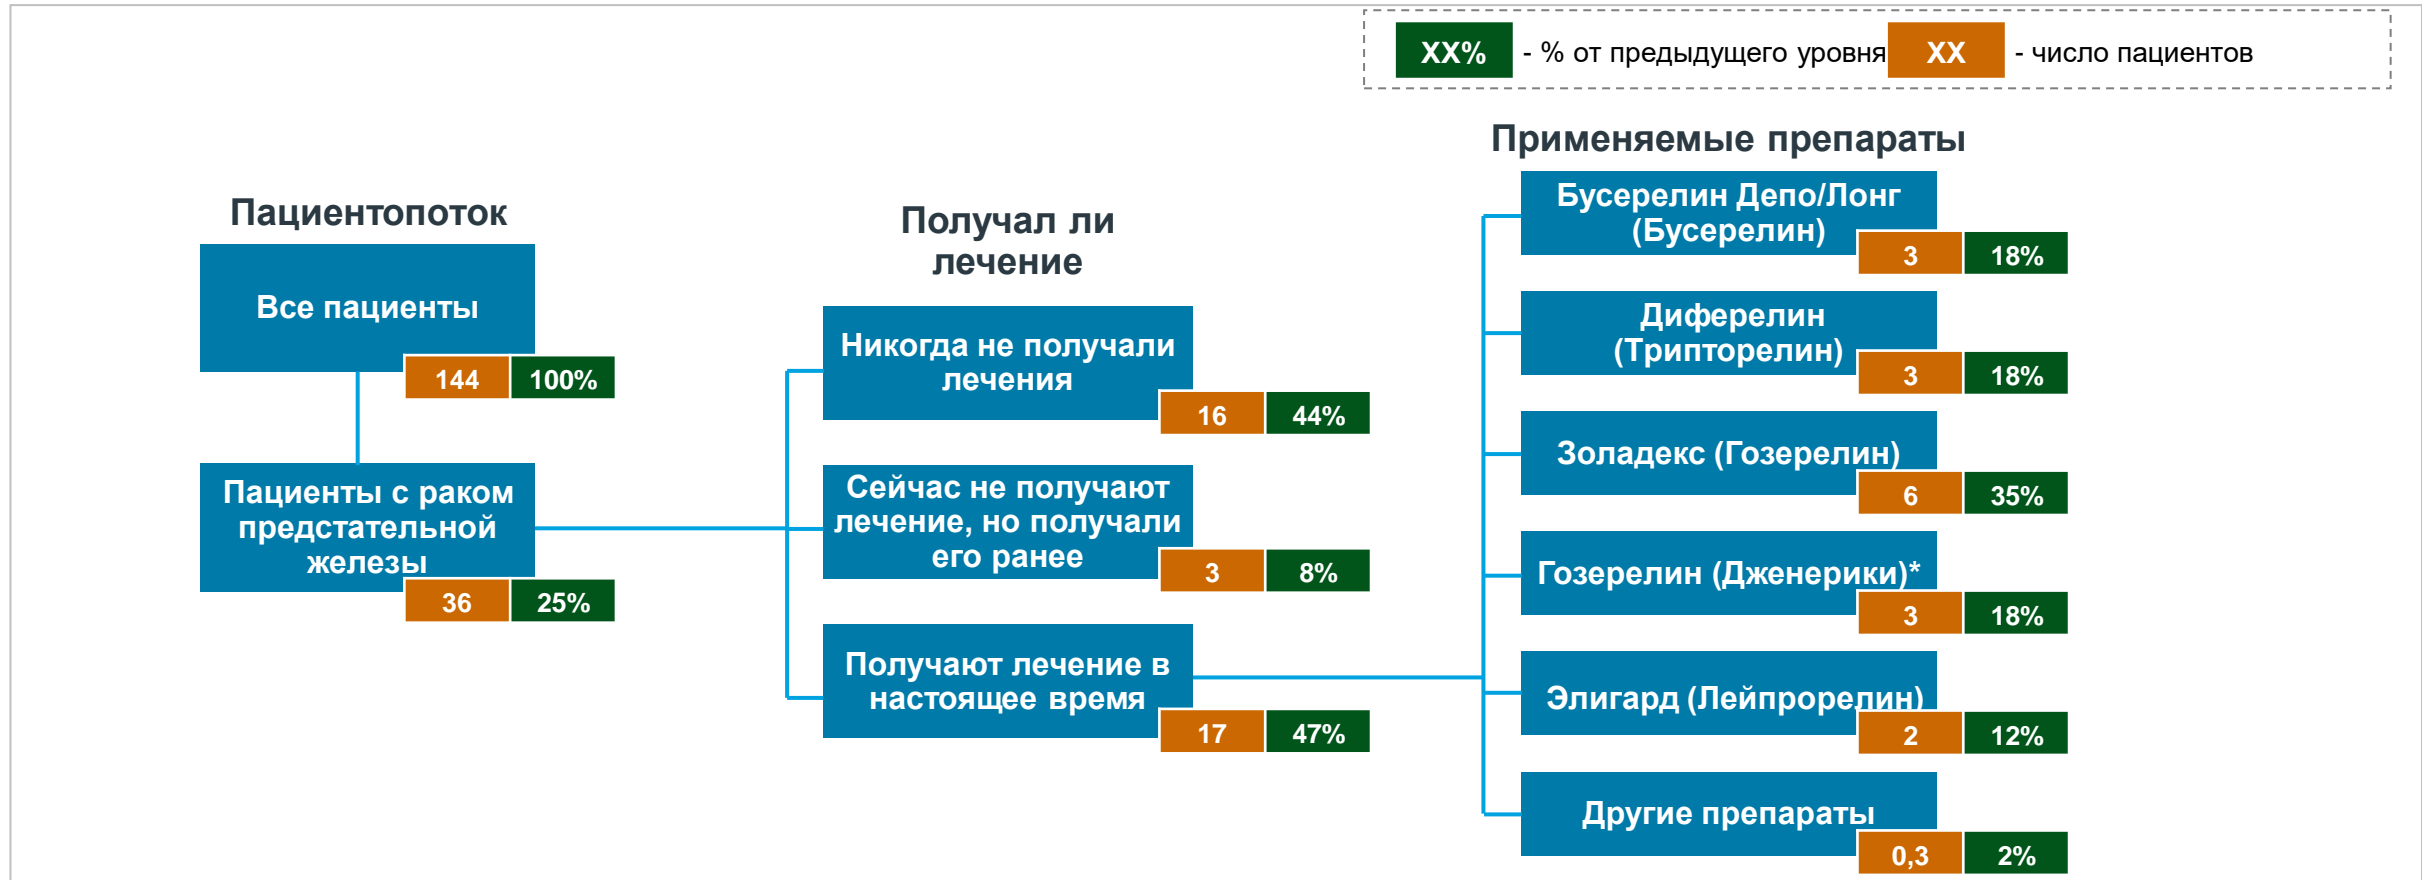 XX% - % от предыдущего уровня XX - число пациентов
Пациентопоток
Все пациенты
144 100%
Пациенты с раком
предстательной
железы
36 25%
Получал ли
лечение
Никогда не получали
лечения
16 44%
Сейчас не получают
лечение, но получали
его ранее
3 8%
Получают лечение в
настоящее время
17 47%
Применяемые препараты
Бусерелин Депо/Лонг
(Бусерелин)
3 18%
Диферелин
(Трипторелин)
3 18%
Золадекс (Гозерелин)
6 35%
Гозерелин (Дженерики)*
3 18%
Элигард (Лейпрорелин)
2 12%
Другие препараты
0,3 2%